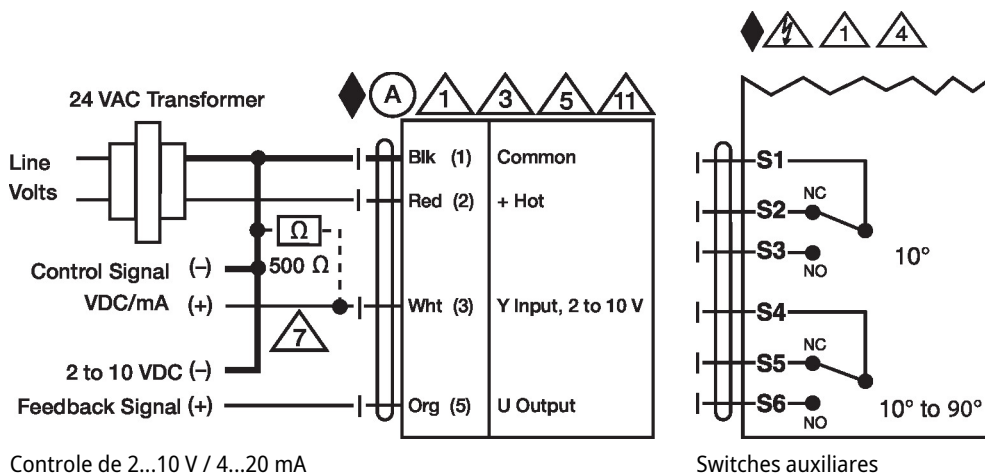 24 VAC Transformer
Line
Volts
A
1
3
5
11
Blk (1) Common
Red (2) + Hot
Ω
500 Ω
Control Signal (-)
VDC/mA (+)
Wht (3) Y Input, 2 to 10 V
7
2 to 10 VDC (-)
Feedback Signal (+)
Org (5) U Output
Controle de 2...10 V / 4...20 mA
1
4
S1
NC
S2
S3
NO
10°
S4
NC
S5
S6
NO
10° to 90°
Switches auxiliares